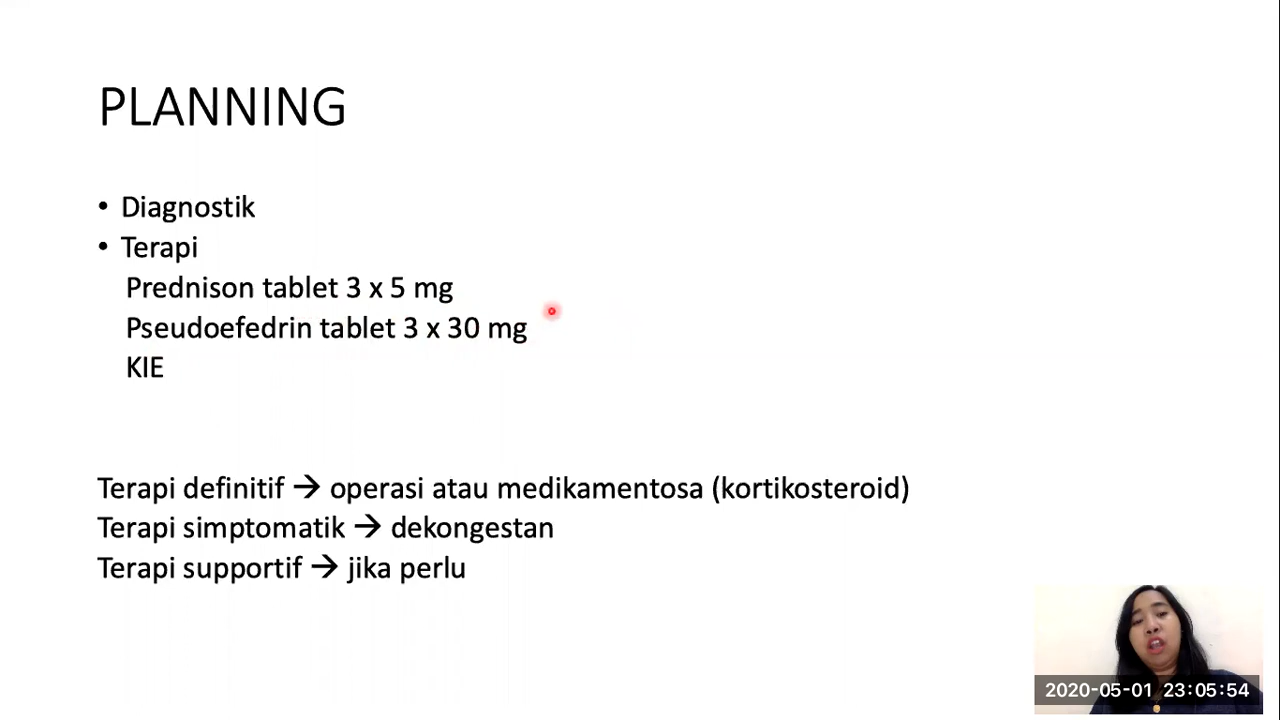 PLANNING
• Diagnostik
• Terapi
Prednison tablet 3 x 5 mg
Pseudoefedrin tablet 3 x 30 mg
KIE
Terapi definitif → operasi atau medikamentosa (kortikosteroid)
Terapi simptomatik → dekongestan
Terapi supportif → jika perlu
2020-05-01 23:05:54